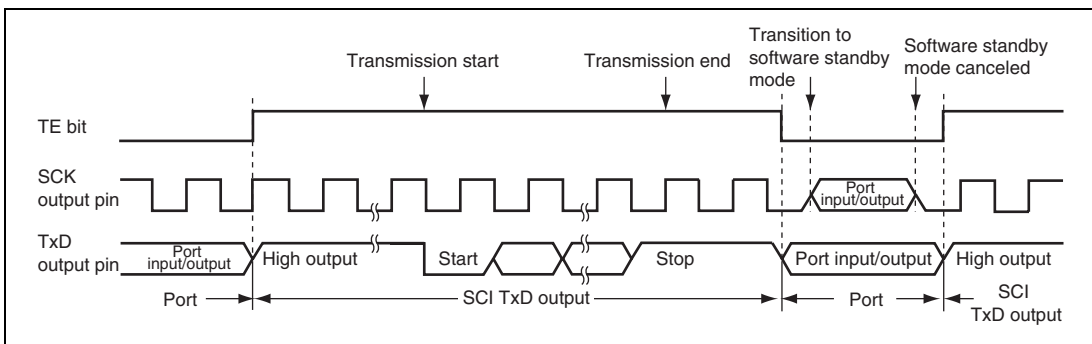 Transition to
software standby
mode
Software standby
mode canceled
Transmission start
Transmission end
TE bit
SCK
output pin
Port
input/output
TxD
output pin
Port
input/output
High output
Start
Stop
Port input/output
High output
Port
SCI TxD output
Port
SCI
TxD output